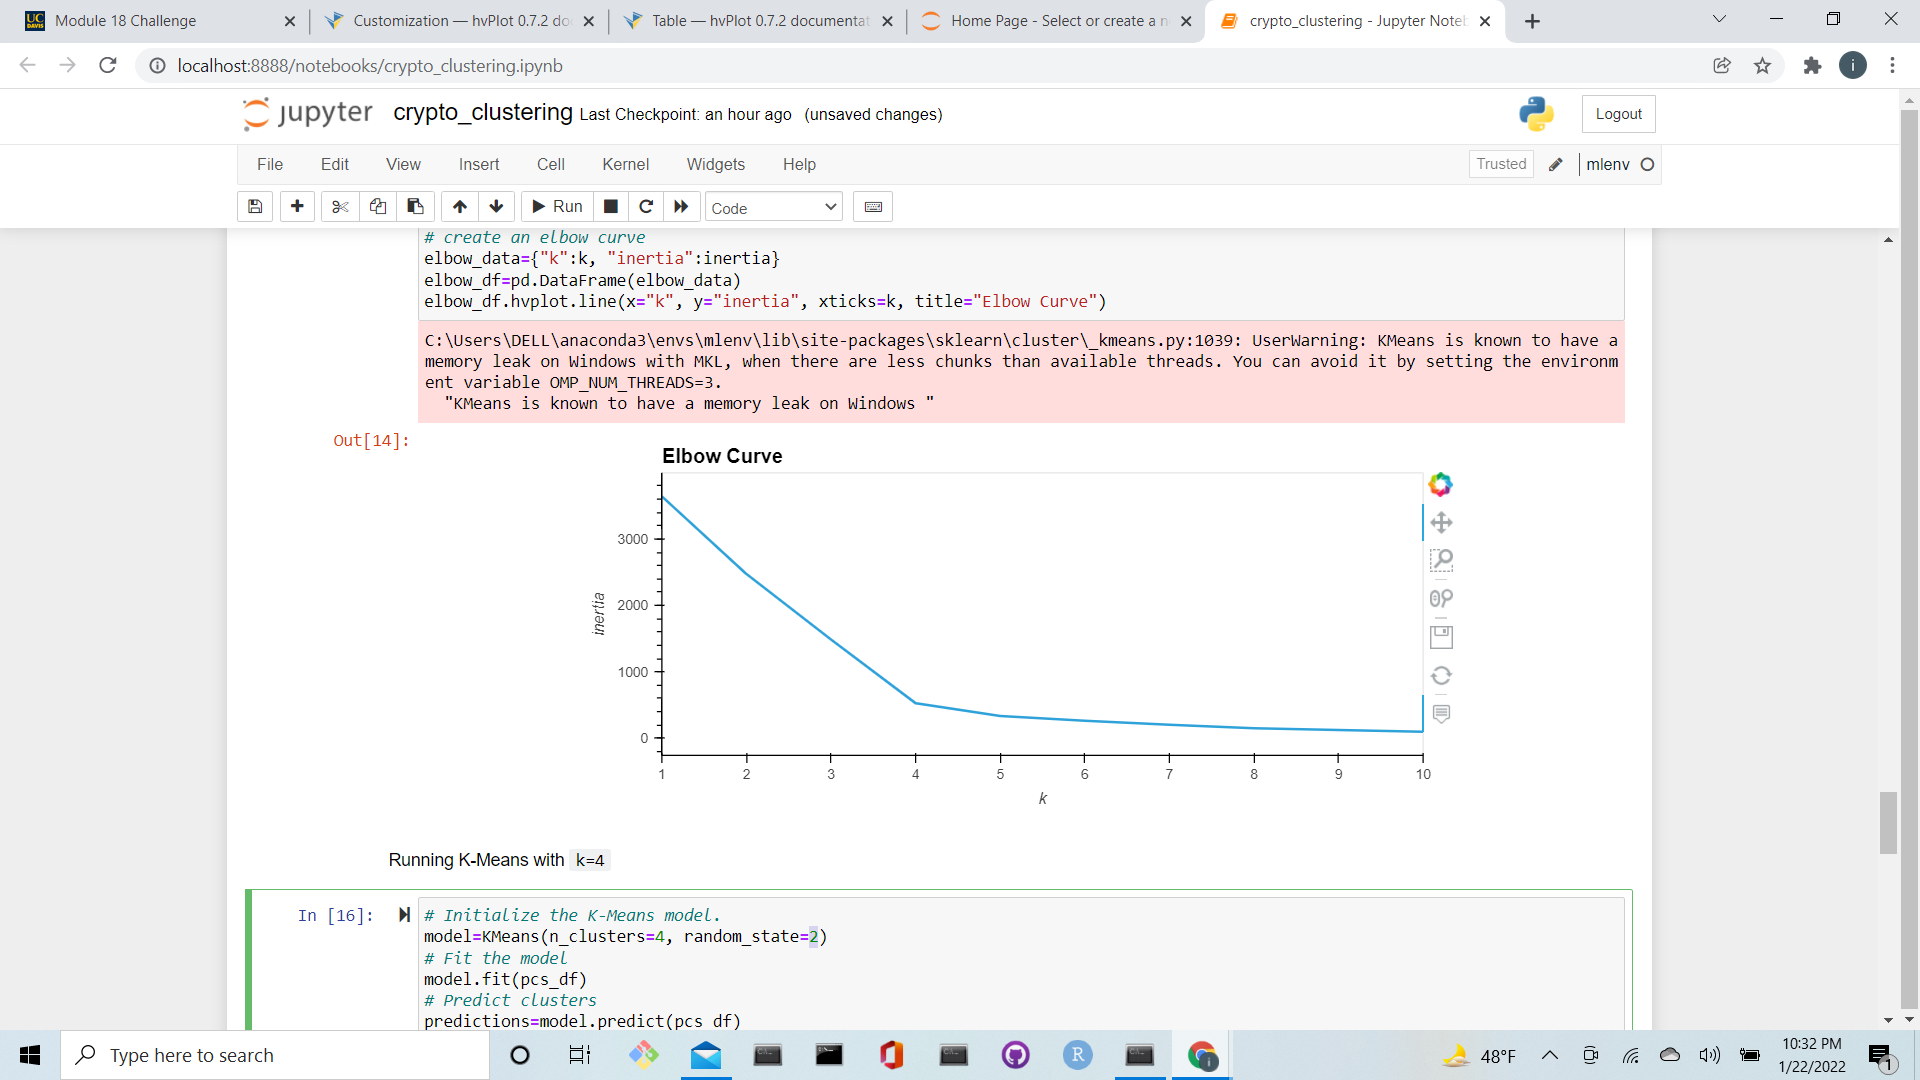 Module 18 Challenge
Customization — hvPlot 0.7.2 do
Table — hvPlot 0.7.2 documentat
Home Page - Select or create a n
crypto_clustering - Jupyter Noteb
localhost:8888/notebooks/crypto_clustering.ipynb
i
jupyter crypto_clustering Last Checkpoint: an hour ago (unsaved changes)
Logout
File Edit View Insert Cell Kernel Widgets Help
Trusted
mlenv
Run
Code
# create an elbow curve
elbow_data={"k":k, "inertia":inertia}
elbow_df=pd.DataFrame(elbow_data)
elbow_df.hvplot.line(x="k", y="inertia", xticks=k, title="Elbow Curve")
C:\Users\DELL\anaconda3\envs\mlenv\lib\site-packages\sklearn\cluster\_kmeans.py:1039: UserWarning: KMeans is known to have a
memory leak on Windows with MKL, when there are less chunks than available threads. You can avoid it by setting the environm
ent variable OMP_NUM_THREADS=3.
"KMeans is known to have a memory leak on Windows "
Out[14]:
Elbow Curve
3000
2000
1000
0
inertia
1 2 3 4 5 6 7 8 9 10
k
Running K-Means with k=4
In [16]:
# Initialize the K-Means model.
model=KMeans(n_clusters=4, random_state=2)
# Fit the model
model.fit(pcs_df)
# Predict clusters
predictions=model.predict(pcs_df)
Type here to search
R
48°F
10:32 PM
1/22/2022
1